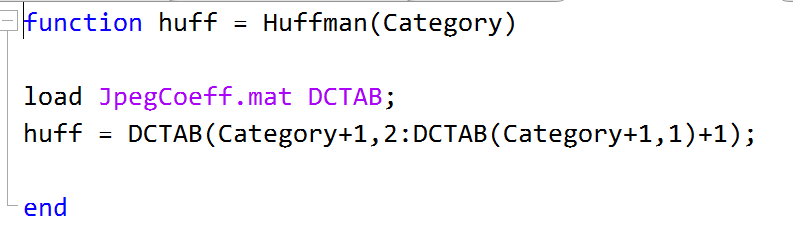 function huff = Huffman(Category)
load JpegCoeff.mat DCTAB;
huff = DCTAB(Category+1,2:DCTAB(Category+1,1)+1);
end